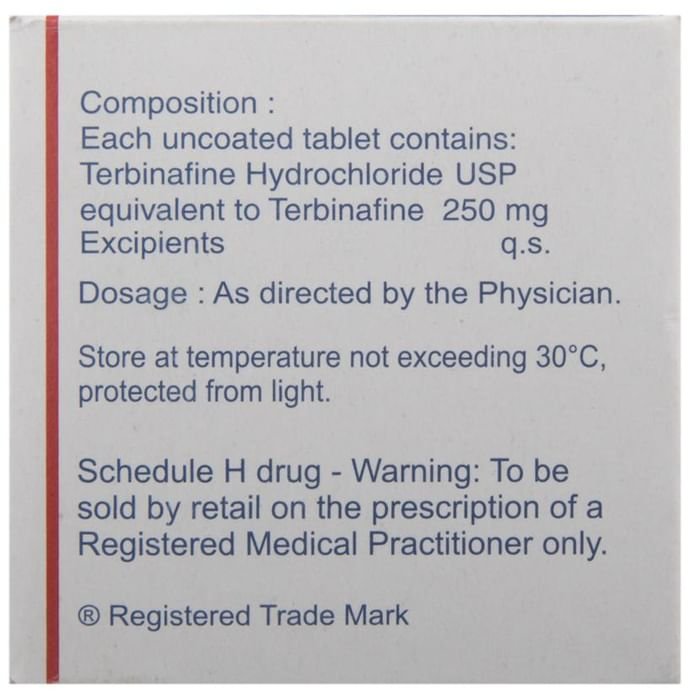 Composition :
Each uncoated tablet contains:
Terbinafine Hydrochloride USP
equivalent to Terbinafine 250 mg
Excipients q.s.
Dosage : As directed by the Physician.
Store at temperature not exceeding 30°C,
protected from light.
Schedule H drug - Warning: To be
sold by retail on the prescription of a
Registered Medical Practitioner only.
® Registered Trade Mark